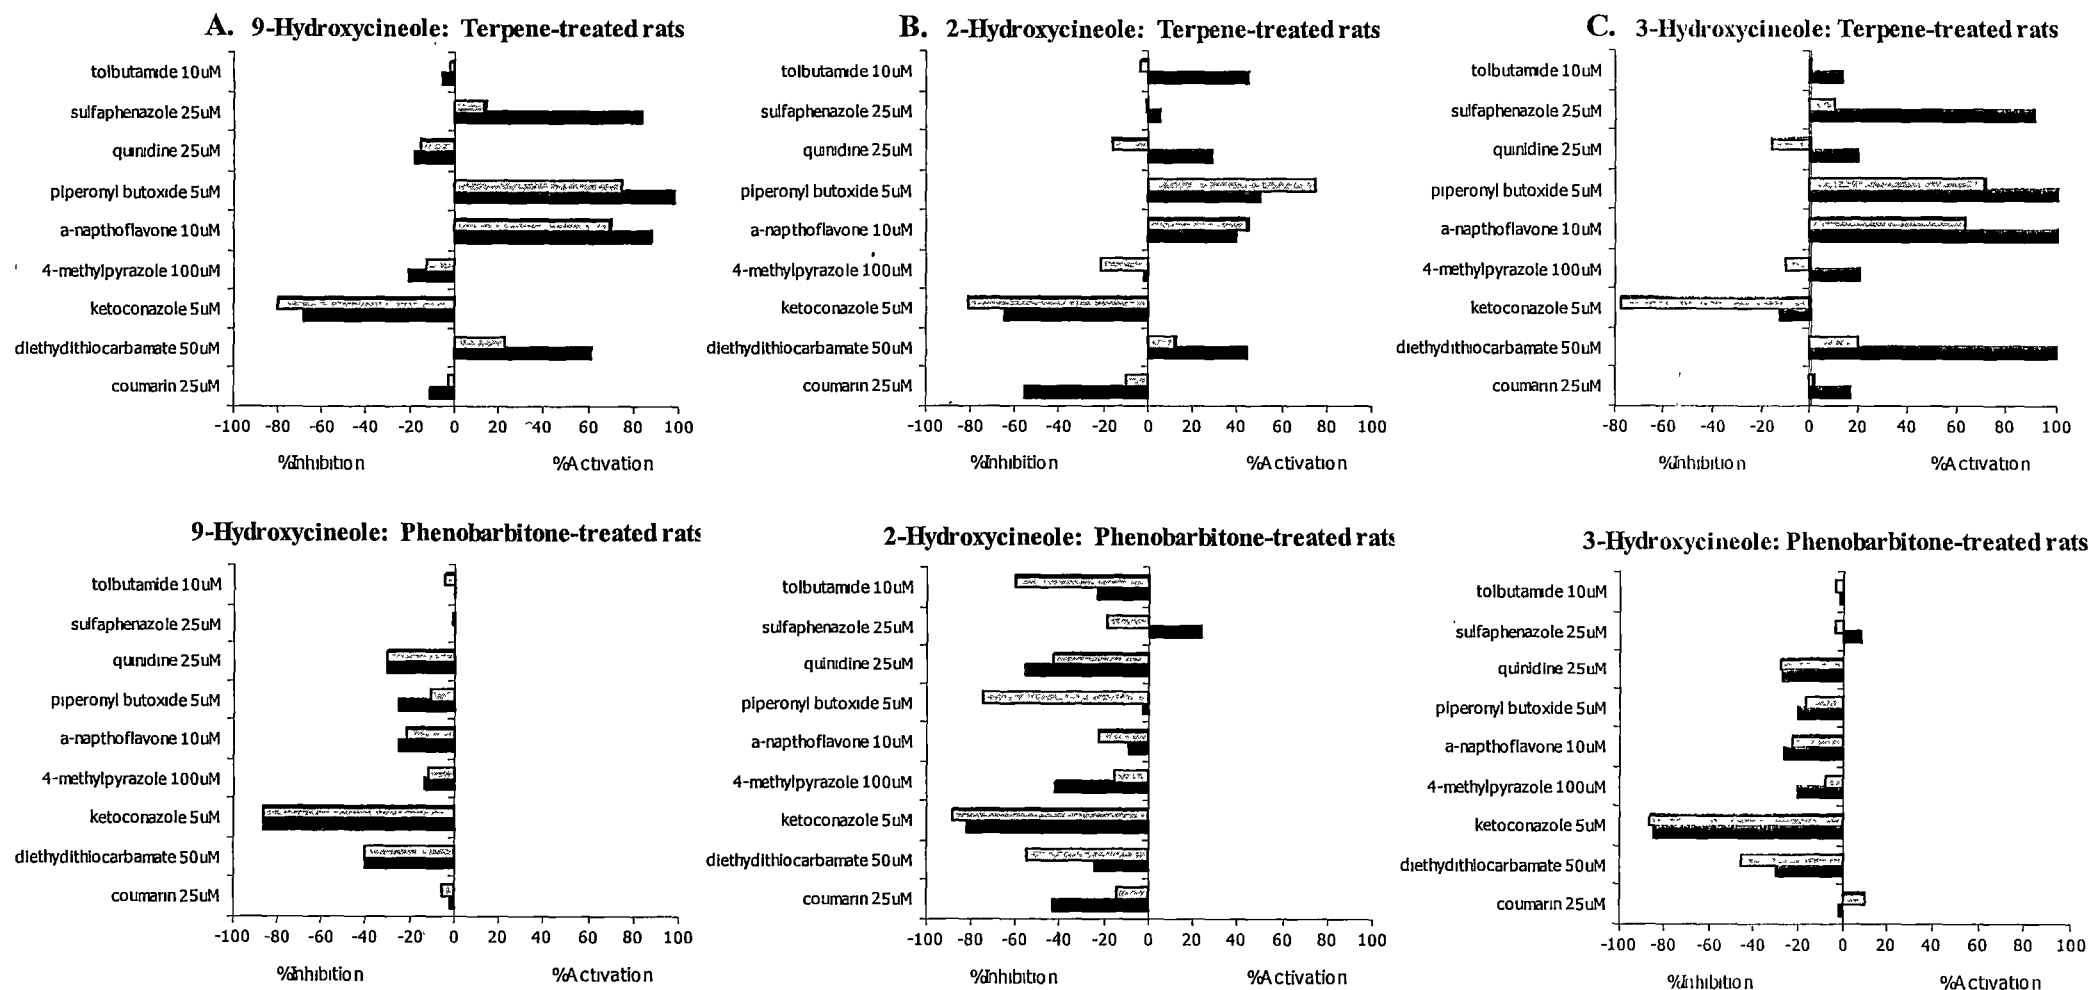 A. 9-Hydroxycineole: Terpene-treated rats
tolbutamide 10uM
sulfaphenazole 25uM
quinidine 25uM
piperonyl butoxide 5uM
a-napthoflavone 10uM
4-methylpyrazole 100uM
ketoconazole 5uM
diethydithiocarbamate 50uM
coumarin 25uM
-100 -80 -60 -40 -20 0 20 40 60 80 100
%Inhibition %Activation
B. 2-Hydroxycineole: Terpene-treated rats
tolbutamide 10uM
sulfaphenazole 25uM
quinidine 25uM
piperonyl butoxide 5uM
a-napthoflavone 10uM
4-methylpyrazole 100uM
ketoconazole 5uM
diethydithiocarbamate 50uM
coumarin 25uM
-100 -80 -60 -40 -20 0 20 40 60 80 100
%Inhibition %Activation
C. 3-Hydroxycineole: Terpene-treated rats
tolbutamide 10uM
sulfaphenazole 25uM
quinidine 25uM
piperonyl butoxide 5uM
a-napthoflavone 10uM
4-methylpyrazole 100uM
ketoconazole 5uM
diethydithiocarbamate 50uM
coumarin 25uM
-80 -60 -40 -20 0 20 40 60 80 100
%Inhibition %Activation
9-Hydroxycineole: Phenobarbitone-treated rats
tolbutamide 10uM
sulfaphenazole 25uM
quinidine 25uM
piperonyl butoxide 5uM
a-napthoflavone 10uM
4-methylpyrazole 100uM
ketoconazole 5uM
diethydithiocarbamate 50uM
coumarin 25uM
-100 -80 -60 -40 -20 0 20 40 60 80 100
%Inhibition %Activation
2-Hydroxycineole: Phenobarbitone-treated rats
tolbutamide 10uM
sulfaphenazole 25uM
quinidine 25uM
piperonyl butoxide 5uM
a-napthoflavone 10uM
4-methylpyrazole 100uM
ketoconazole 5uM
diethydithiocarbamate 50uM
coumarin 25uM
-100 -80 -60 -40 -20 0 20 40 60 80 100
%Inhibition %Activation
3-Hydroxycineole: Phenobarbitone-treated rats
tolbutamide 10uM
sulfaphenazole 25uM
quinidine 25uM
piperonyl butoxide 5uM
a-napthoflavone 10uM
4-methylpyrazole 100uM
ketoconazole 5uM
diethydithiocarbamate 50uM
coumarin 25uM
-100 -80 -60 -40 -20 0 20 40 60 80 100
%Inhibition %Activation